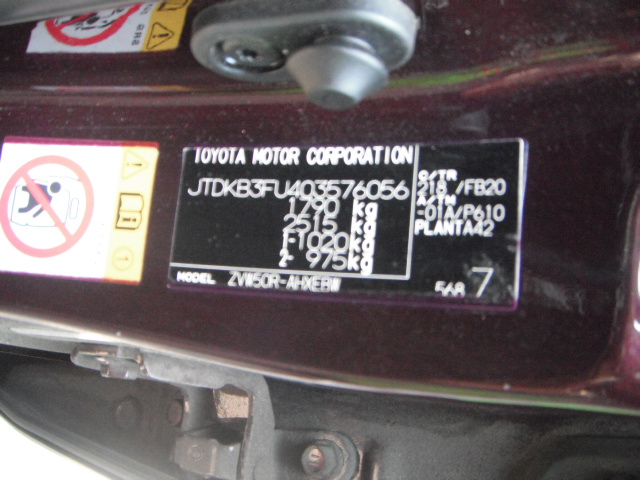 TOYOTA MOTOR CORPORATION
JTDKB3FU403576056
1790 KG
2515 KG
1-1020 KG
2- 975 KG
C/TR
218 /FB20
A/TM
-01A/P610
PLANTA42
MODEL ZVW50R-AHXEBW
568 7